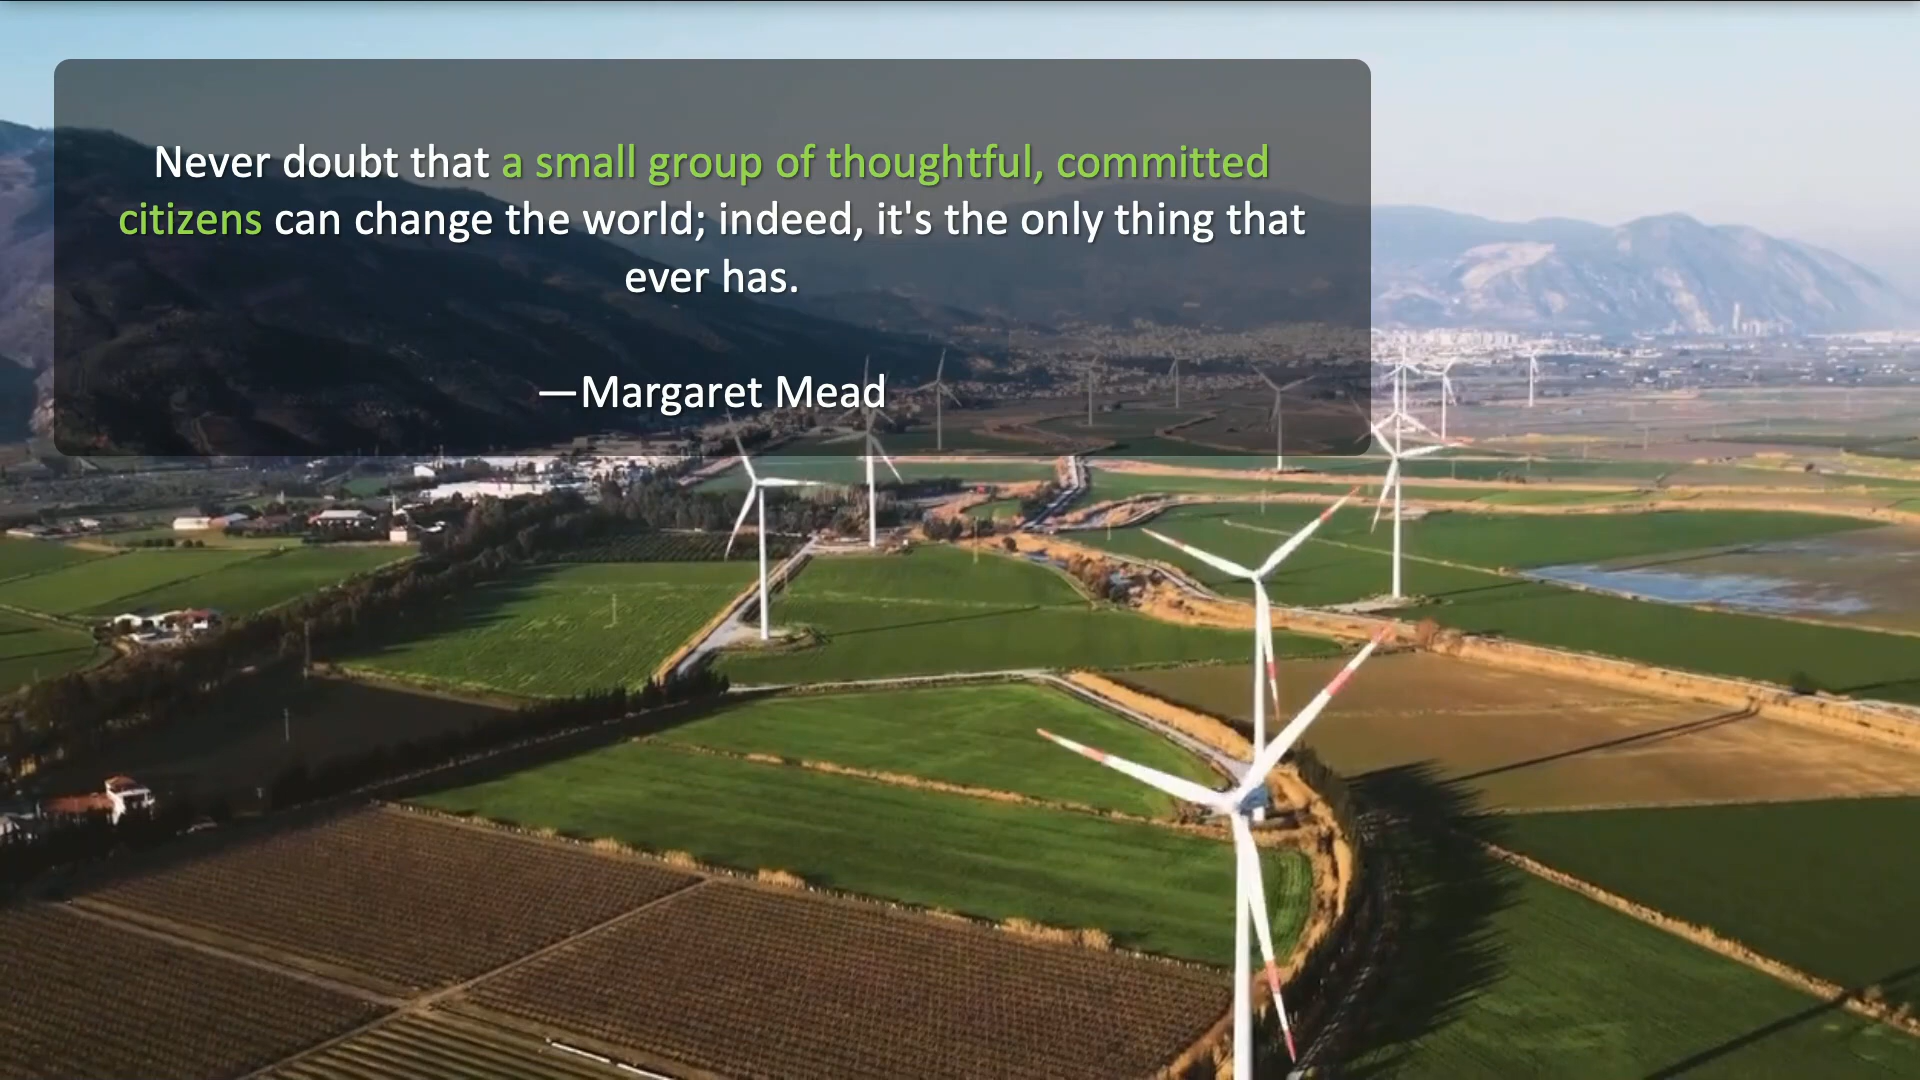 Never doubt that a small group of thoughtful, committed
citizens can change the world; indeed, it's the only thing that
ever has.
—Margaret Mead